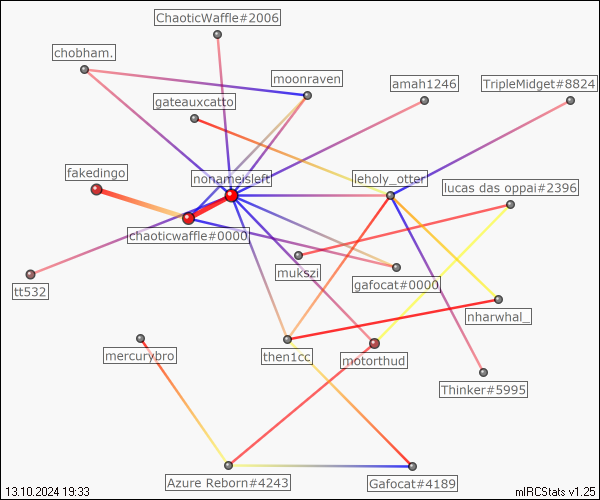 ChaoticWaffle#2006
chobham.
moonraven
amah1246
TripleMidget#8824
gateauxcatto
fakedingo
nonameisleft
leholy_otter
lucas das oppai#2396
chaoticwaffle#0000
mukszi
gafocat#0000
tt532
nharwhal_
mercurybro
then1cc
motorthud
Thinker#5995
Azure Reborn#4243
Gafocat#4189
13.10.2024 19:33
mIRCStats v1.25